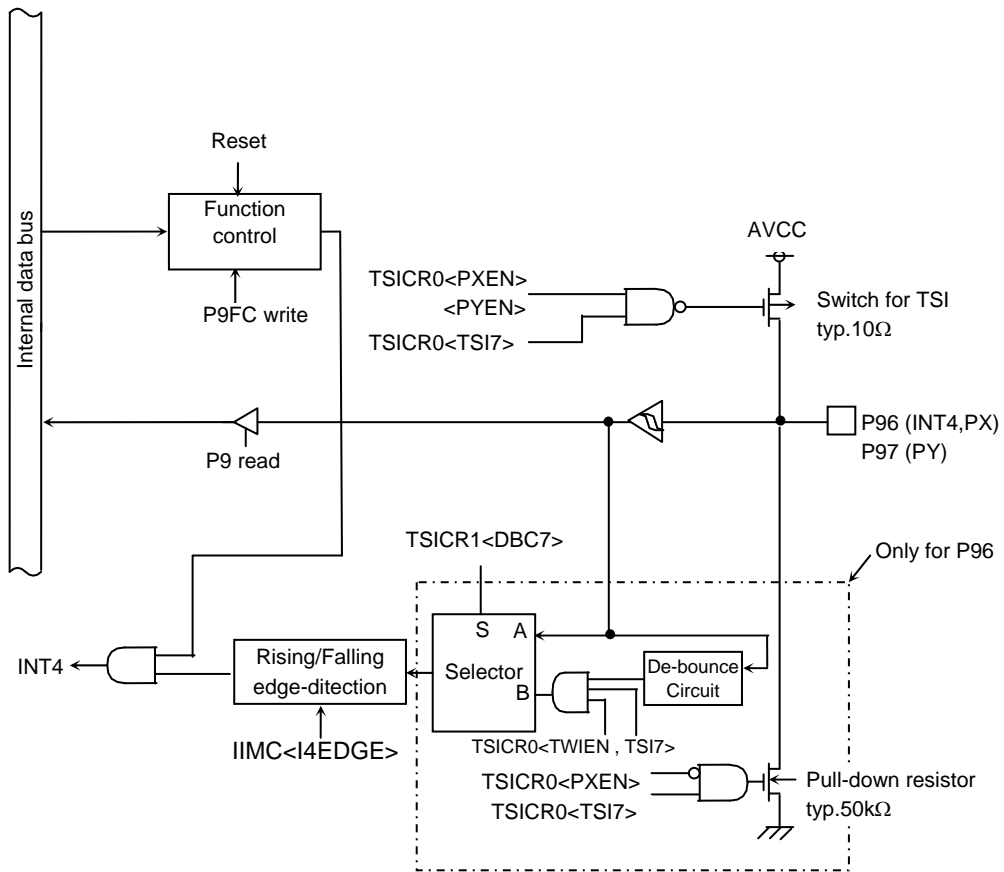 Internal data bus
Reset
Function
control
P9FC write
AVCC
TSICR0<PXEN>
<PYEN>
TSICR0<TSI7>
Switch for TSI
typ.10Ω
P9 read
P96 (INT4,PX)
P97 (PY)
TSICR1<DBC7>
Only for P96
S
A
Selector
B
De-bounce
Circuit
INT4
Rising/Falling
edge-ditection
TSICR0<TWIEN , TSI7>
IIMC<I4EDGE>
TSICR0<PXEN>
TSICR0<TSI7>
Pull-down resistor
typ.50kΩ